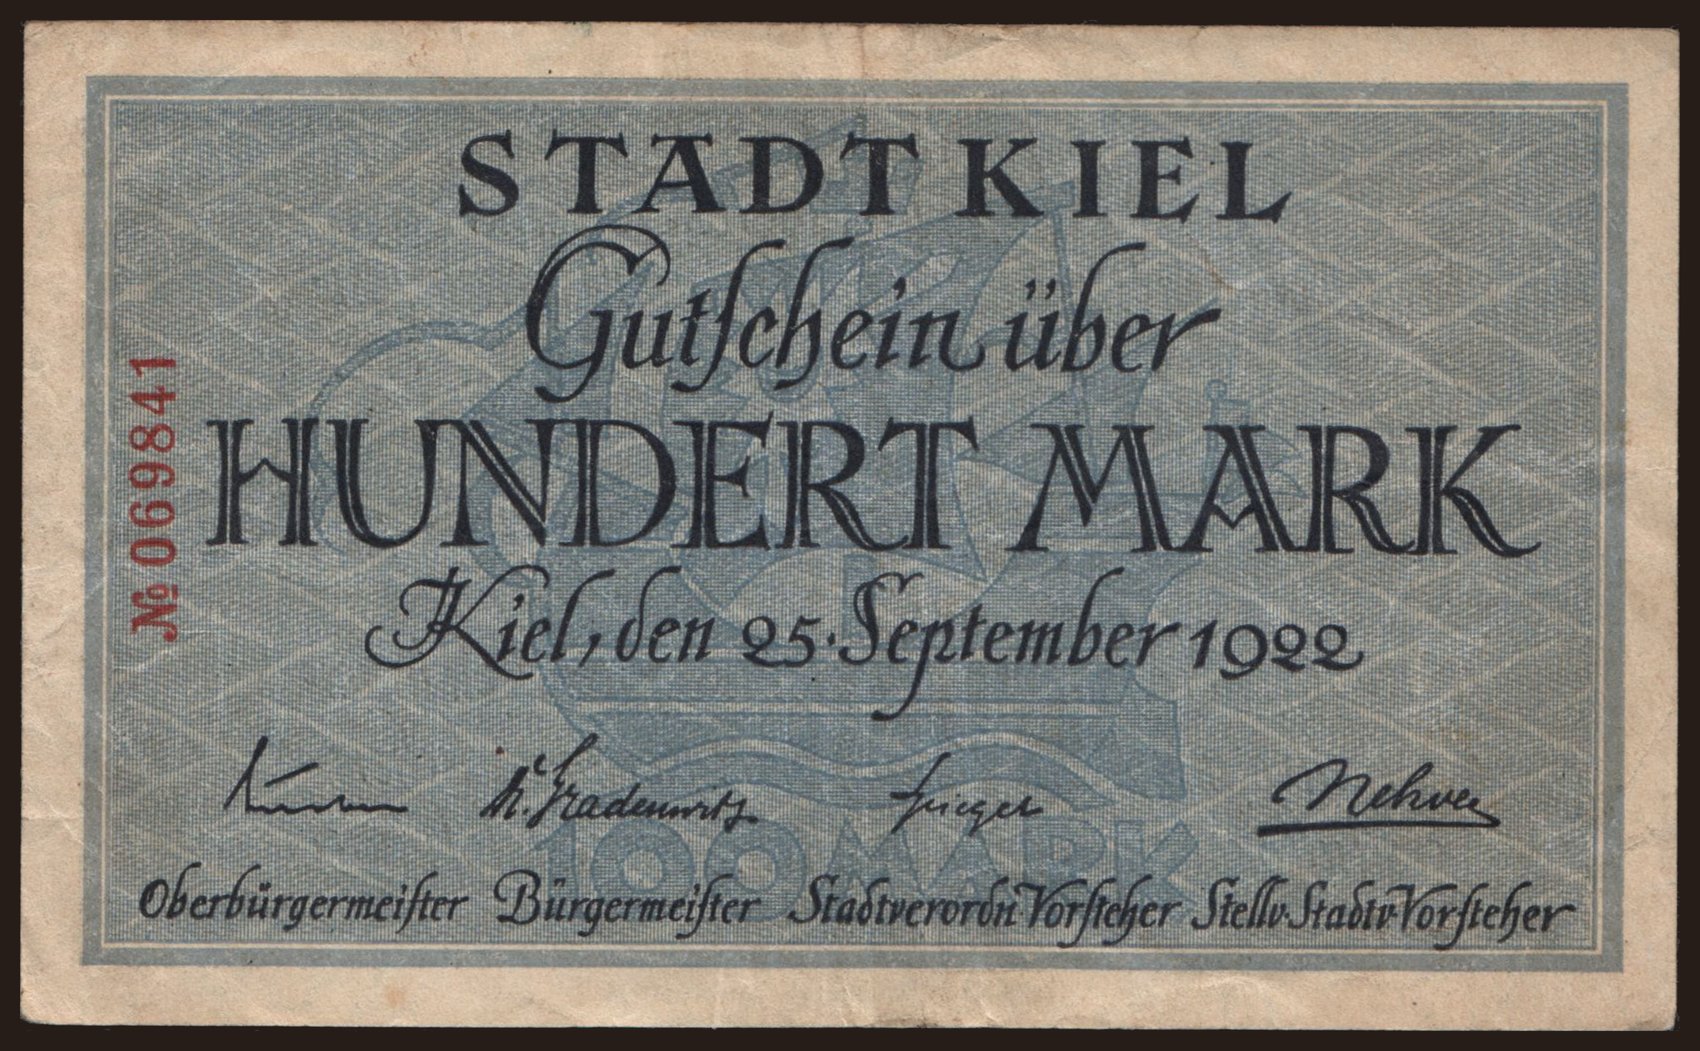 STADT KIEL
Gutſchein über
HUNDERT MARK
Kiel, den 25. September 1922
№ 069841
K. Gradenwitz
100 MARK
Oberbürgermeiſter Bürgermeiſter Stadtverordn. Vorſteher Stellv. Stadtv. Vorſteher